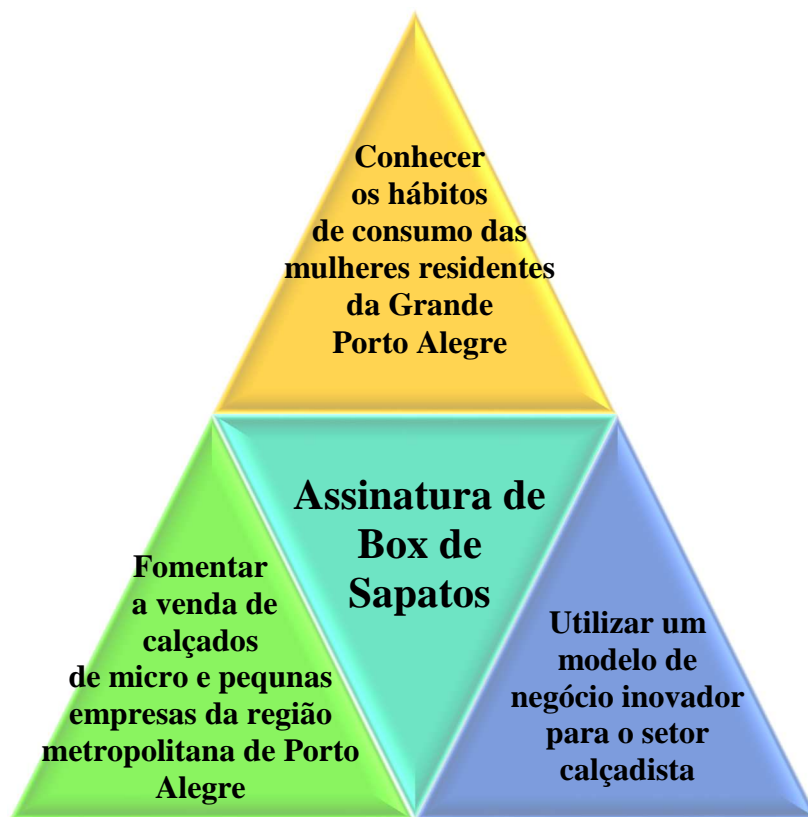 Conhecer
os hábitos
de consumo das
mulheres residentes
da Grande
Porto Alegre
Assinatura de
Box de
Sapatos
Fomentar
a venda de
calçados
de micro e pequnas
empresas da região
metropolitana de Porto
Alegre
Utilizar um
modelo de
negócio inovador
para o setor
calçadista